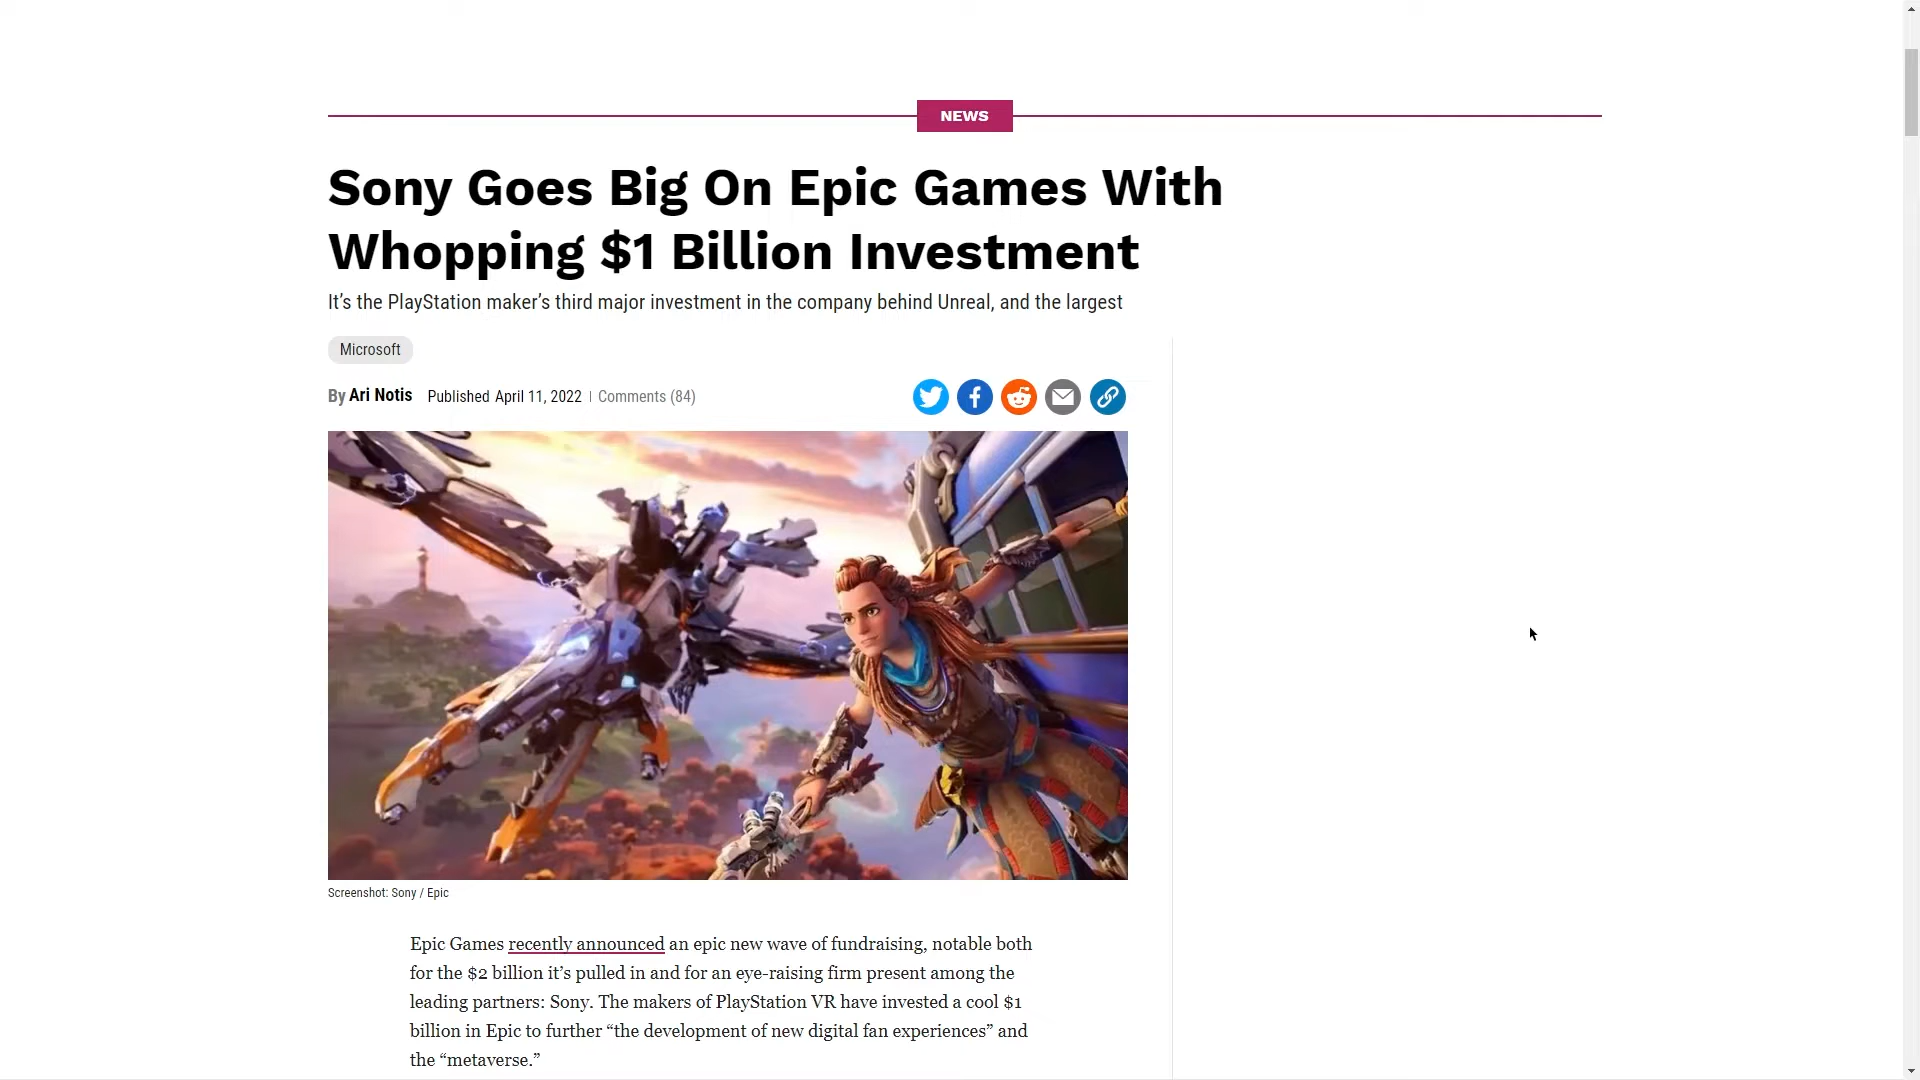 NEWS
Sony Goes Big On Epic Games With
Whopping $1 Billion Investment
It’s the PlayStation maker’s third major investment in the company behind Unreal, and the largest
Microsoft
By Ari Notis Published April 11, 2022 | Comments (84)
Screenshot: Sony / Epic
Epic Games recently announced an epic new wave of fundraising, notable both
for the $2 billion it’s pulled in and for an eye-raising firm present among the
leading partners: Sony. The makers of PlayStation VR have invested a cool $1
billion in Epic to further “the development of new digital fan experiences” and
the “metaverse.”